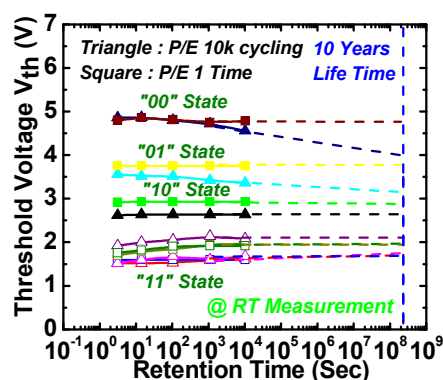 Threshold Voltage Vth (V)
7
6
5
4
3
2
1
0
Triangle : P/E 10k cycling
Square : P/E 1 Time
10 Years
Life Time
"00" State
"01" State
"10" State
"11" State
@ RT Measurement
10-1 100 101 102 103 104 105 106 107 108 109
Retention Time (Sec)